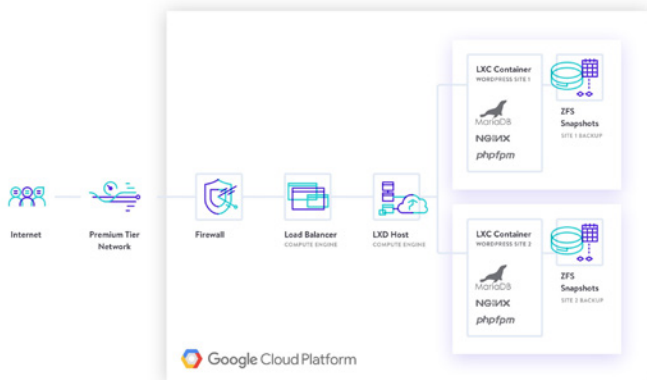 LXC Container
WORDPRESS SITE 1
MariaDB
NGINX
phpfpm
ZFS
Snapshots
SITE 1 BACKUP
Internet
Premium Tier
Network
Firewall
Load Balancer
COMPUTE ENGINE
LXD Host
COMPUTE ENGINE
LXC Container
WORDPRESS SITE 2
MariaDB
NGINX
phpfpm
ZFS
Snapshots
SITE 2 BACKUP
Google Cloud Platform